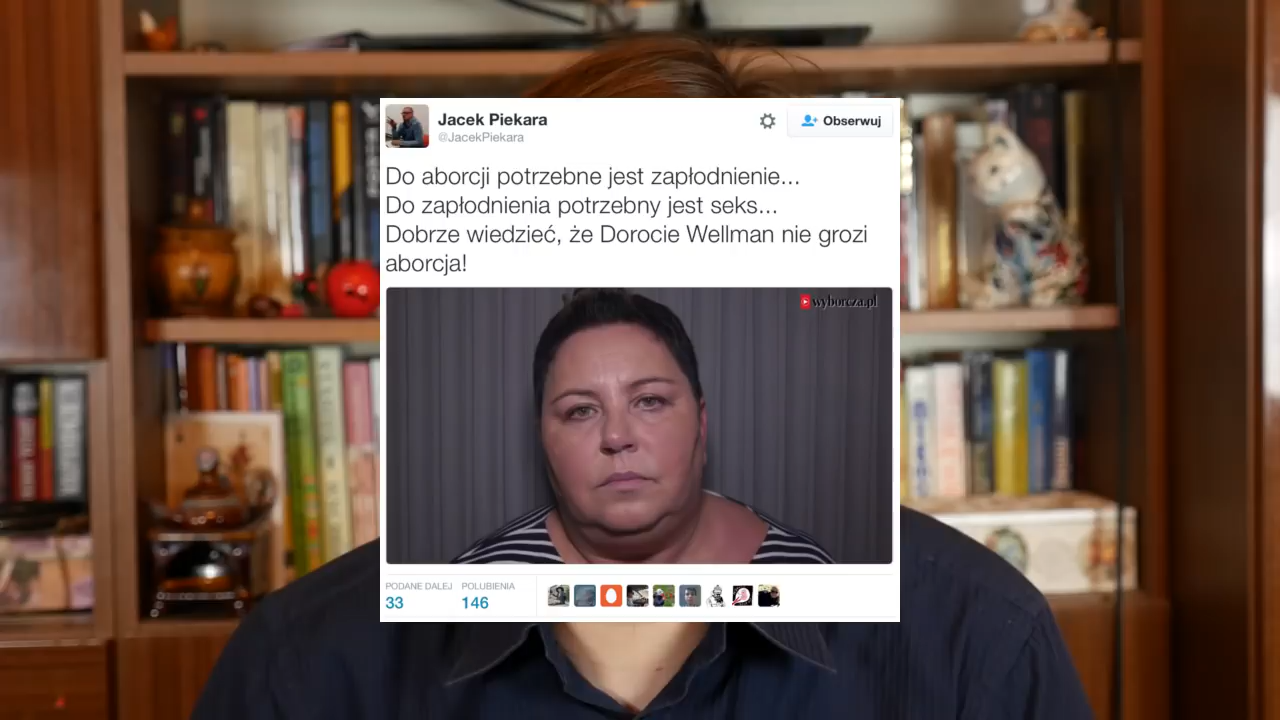 Jacek Piekara
@JacekPiekara
Obserwuj
Do aborcji potrzebne jest zapłodnienie...
Do zapłodnienia potrzebny jest seks...
Dobrze wiedzieć, że Dorocie Wellman nie grozi
aborcja!
wyborcza.pl
PODANE DALEJ POLUBIENIA
33 146